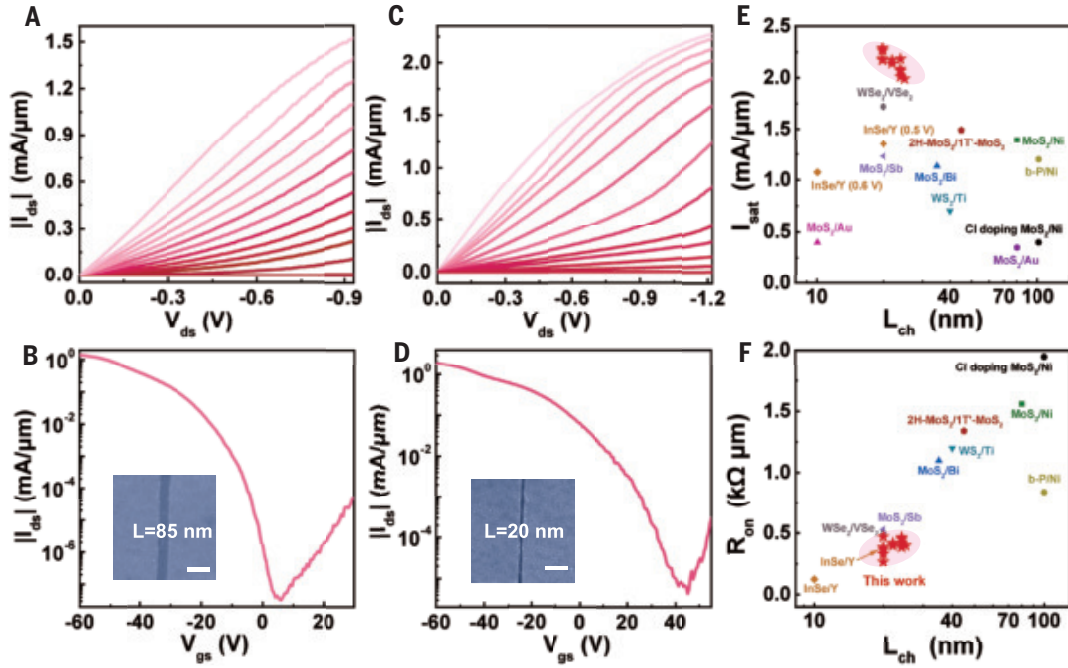 A
|I_ds| (mA/μm)
1.5
1.2
0.9
0.6
0.3
0.0
0.0 -0.3 -0.6 -0.9
V_ds (V)
C
|I_ds| (mA/μm)
2.5
2.0
1.5
1.0
0.5
0.0
0.0 -0.3 -0.6 -0.9 -1.2
V_ds (V)
E
I_sat (mA/μm)
2.5
2.0
1.5
1.0
0.5
0.0
WSe₂/VSe₂
InSe/Y (0.5 V)
2H-MoS₂/1T'-MoS₂
MoS₂/Ni
MoS₂/Sb
b-P/Ni
MoS₂/Bi
InSe/Y (0.6 V)
WS₂/Ti
MoS₂/Au
Cl doping MoS₂/Ni
MoS₂/Au
10 40 70 100
L_ch (nm)
B
|I_ds| (mA/μm)
10⁰
10⁻²
10⁻⁴
10⁻⁶
L=85 nm
-60 -40 -20 0 20
V_gs (V)
D
|I_ds| (mA/μm)
10⁰
10⁻²
10⁻⁴
L=20 nm
-60 -40 -20 0 20 40
V_gs (V)
F
R_on (kΩ μm)
2.0
1.5
1.0
0.5
0.0
Cl doping MoS₂/Ni
MoS₂/Ni
2H-MoS₂/1T'-MoS₂
WS₂/Ti
MoS₂/Bi
b-P/Ni
MoS₂/Sb
WSe₂/VSe₂
InSe/Y
This work
InSe/Y
10 40 70 100
L_ch (nm)